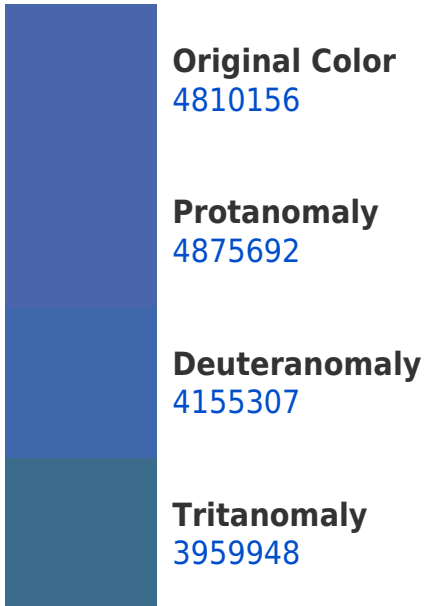 Original Color
4810156
Protanomaly
4875692
Deuteranomaly
4155307
Tritanomaly
3959948